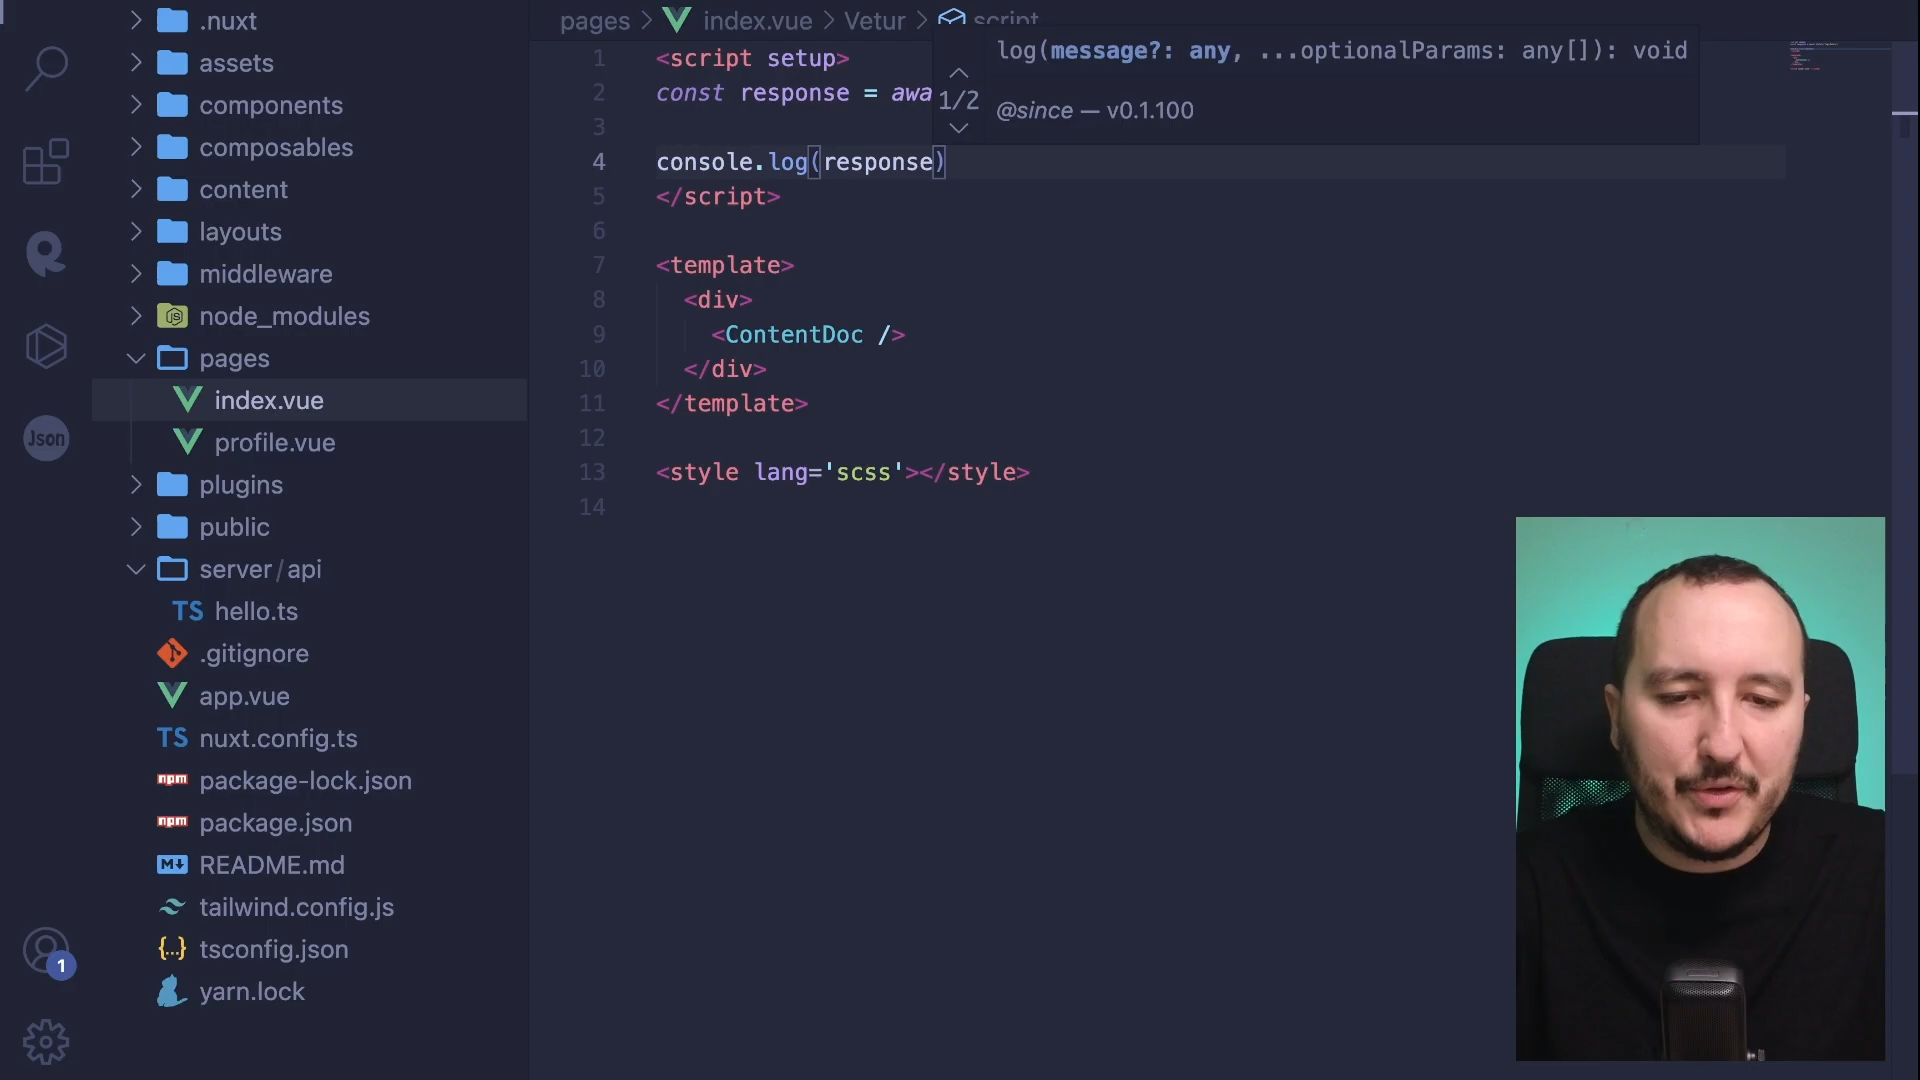 .nuxt
assets
components
composables
content
layouts
middleware
node_modules
pages
index.vue
profile.vue
plugins
public
server/api
TS hello.ts
.gitignore
app.vue
TS nuxt.config.ts
npm package-lock.json
npm package.json
M↓ README.md
tailwind.config.js
{..} tsconfig.json
yarn.lock
Json
1
pages > index.vue > Vetur > script
1 <script setup>
2 const response = awa
3
4 console.log(response)
5 </script>
6
7 <template>
8 <div>
9 <ContentDoc />
10 </div>
11 </template>
12
13 <style lang='scss'></style>
14
log(message?: any, ...optionalParams: any[]): void
1/2
@since — v0.1.100